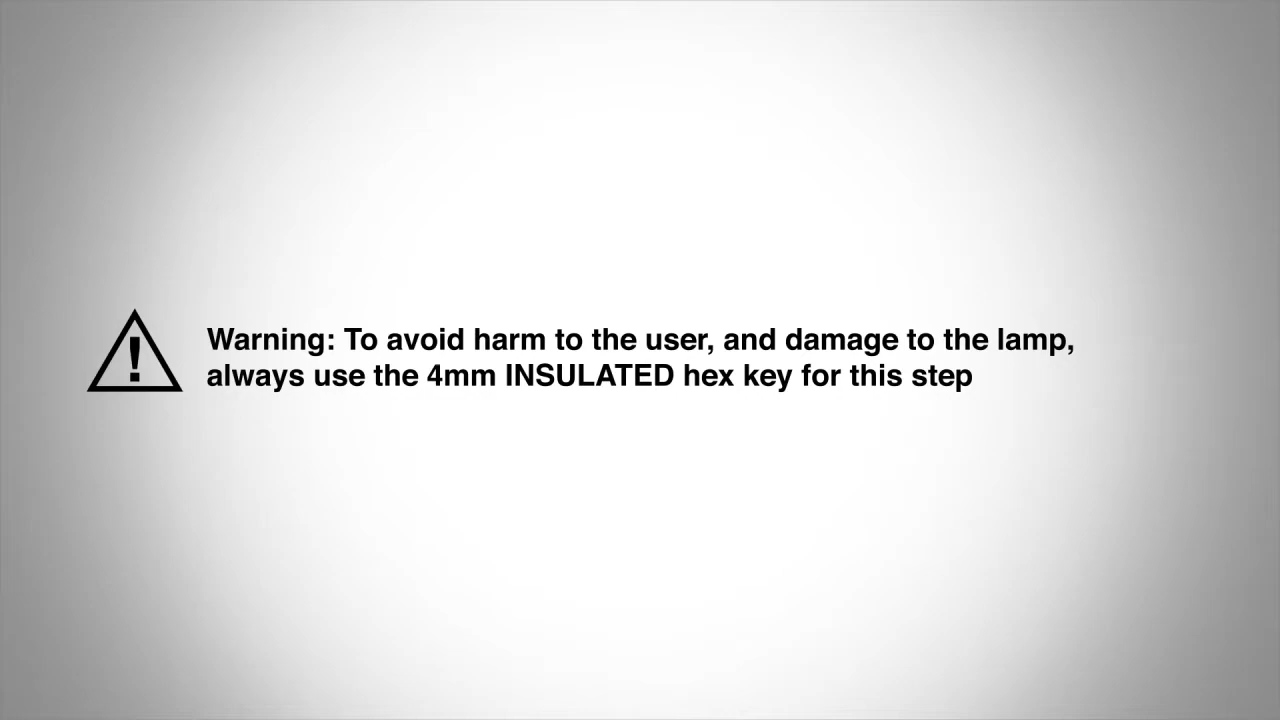 Warning: To avoid harm to the user, and damage to the lamp,
always use the 4mm INSULATED hex key for this step